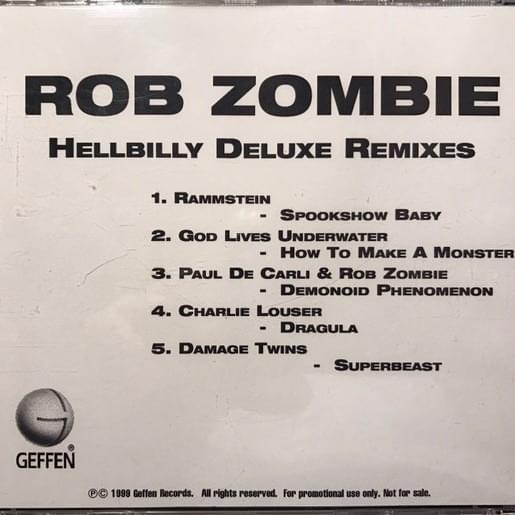 ROB ZOMBIE
HELLBILLY DELUXE REMIXES
1. RAMMSTEIN
- SPOOKSHOW BABY
2. GOD LIVES UNDERWATER
- HOW TO MAKE A MONSTER
3. PAUL DE CARLI & ROB ZOMBIE
- DEMONOID PHENOMENON
4. CHARLIE LOUSER
- DRAGULA
5. DAMAGE TWINS
- SUPERBEAST
G
GEFFEN®
℗© 1999 Geffen Records. All rights reserved. For promotional use only. Not for sale.